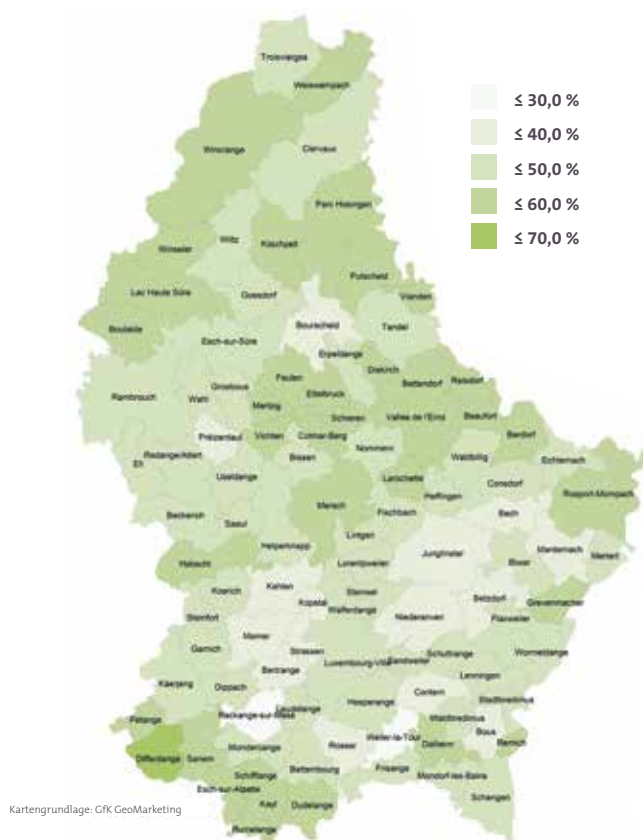 Troisvierges
Weiswampach
≤ 30,0 %
≤ 40,0 %
≤ 50,0 %
≤ 60,0 %
≤ 70,0 %
Wincrange
Clervaux
Parc Hosingen
Winseler
Wiltz
Kiischpelt
Putscheid
Lac Haute Sûre
Goesdorf
Vianden
Boulaide
Bourscheid
Tandel
Esch-sur-Sûre
Erpeldange
Diekirch
Rambrouch
Grosbous
Feulen
Ettelbruck
Bettendorf
Reisdorf
Wahl
Mertzig
Schieren
Vallée de l'Ernz
Beaufort
Préizerdaul
Vichten
Colmar-Berg
Berdorf
Redange/Attert
Ell
Bissen
Nommern
Waldbillig
Echternach
Useldange
Larochette
Consdorf
Heffingen
Rosport-Mompach
Mersch
Beckerich
Saeul
Fischbach
Bech
Lintgen
Helperknapp
Junglinster
Manternach
Mertert
Habscht
Lorentzweiler
Biwer
Koerich
Kehlen
Steinsel
Betzdorf
Grevenmacher
Kopstal
Walferdange
Niederanven
Flaxweiler
Steinfort
Mamer
Garnich
Strassen
Schuttrange
Wormeldange
Bertrange
Luxembourg-Ville
Sandweiler
Lenningen
Käerjeng
Dippach
Contern
Stadtbredimus
Reckange-sur-Mess
Leudelange
Hesperange
Waldbredimus
Pétange
Bous
Weiler-la-Tour
Remich
Roeser
Dalheim
Differdange
Sanem
Mondercange
Bettembourg
Frisange
Mondorf-les-Bains
Schifflange
Esch-sur-Alzette
Schengen
Kayl
Dudelange
Rumelange
Kartengrundlage: GfK GeoMarketing